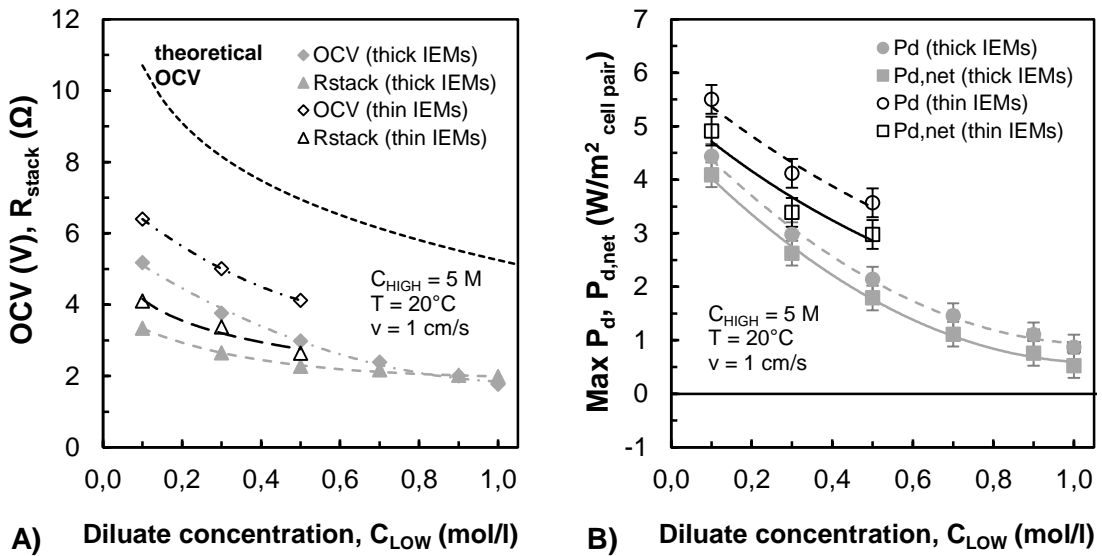 12
10
8
6
4
2
0
OCV (V), R_stack (Ω)
theoretical
OCV
OCV (thick IEMs)
Rstack (thick IEMs)
OCV (thin IEMs)
Rstack (thin IEMs)
C_HIGH = 5 M
T = 20°C
v = 1 cm/s
0,0 0,2 0,4 0,6 0,8 1,0
A) Diluate concentration, C_LOW (mol/l)
7
6
5
4
3
2
1
0
-1
Max P_d, P_d,net (W/m² cell pair)
Pd (thick IEMs)
Pd,net (thick IEMs)
Pd (thin IEMs)
Pd,net (thin IEMs)
C_HIGH = 5 M
T = 20°C
v = 1 cm/s
0,0 0,2 0,4 0,6 0,8 1,0
B) Diluate concentration, C_LOW (mol/l)